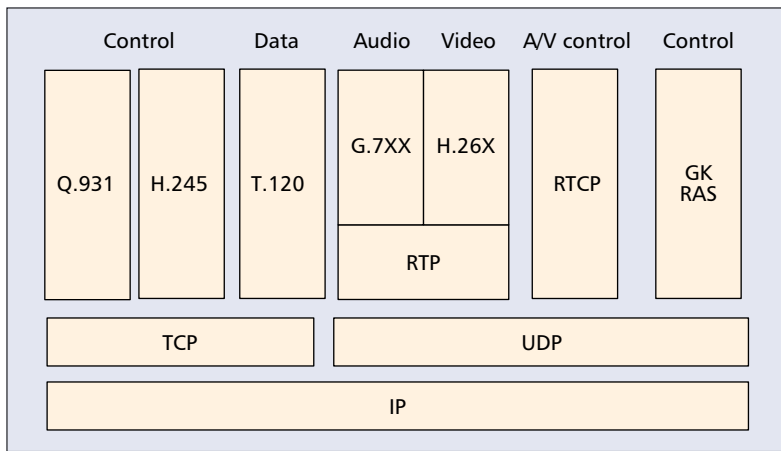 Control Data Audio Video A/V control Control
Q.931 H.245 T.120 G.7XX H.26X RTCP GK
RAS
RTP
TCP UDP
IP